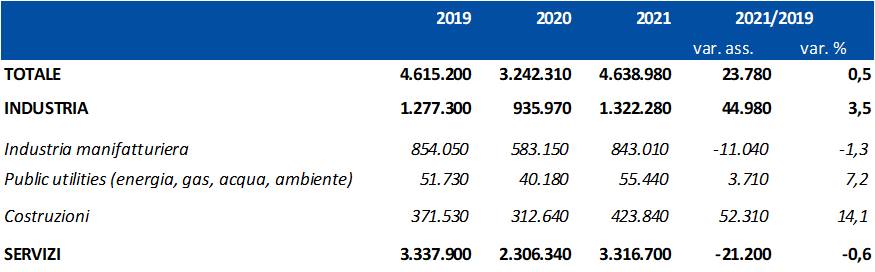 2019 2020 2021 2021/2019
var. ass. var. %
TOTALE 4.615.200 3.242.310 4.638.980 23.780 0,5
INDUSTRIA 1.277.300 935.970 1.322.280 44.980 3,5
Industria manifatturiera 854.050 583.150 843.010 -11.040 -1,3
Public utilities (energia, gas, acqua, ambiente) 51.730 40.180 55.440 3.710 7,2
Costruzioni 371.530 312.640 423.840 52.310 14,1
SERVIZI 3.337.900 2.306.340 3.316.700 -21.200 -0,6